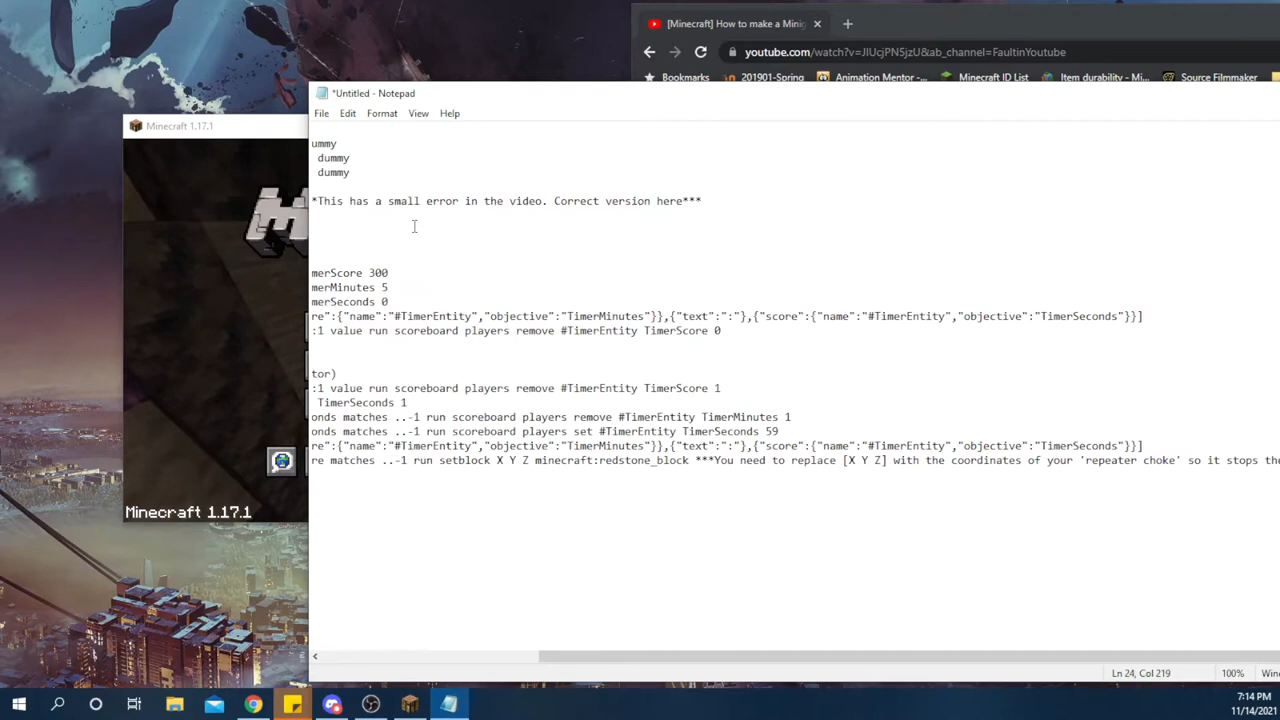 [Minecraft] How to make a Minig
youtube.com/watch?v=JlUcjPN5jzU&ab_channel=FaultinYoutube
Bookmarks
201901-Spring
Animation Mentor -...
Minecraft ID List
Item durability - Mi...
Source Filmmaker
*Untitled - Notepad
File Edit Format View Help
Minecraft 1.17.1
ummy
dummy
dummy
*This has a small error in the video. Correct version here***
merScore 300
merMinutes 5
merSeconds 0
re":{"name":"#TimerEntity","objective":"TimerMinutes"}},{"text":":"},{"score":{"name":"#TimerEntity","objective":"TimerSeconds"}}]
:1 value run scoreboard players remove #TimerEntity TimerScore 0
tor)
:1 value run scoreboard players remove #TimerEntity TimerScore 1
TimerSeconds 1
onds matches ..-1 run scoreboard players remove #TimerEntity TimerMinutes 1
onds matches ..-1 run scoreboard players set #TimerEntity TimerSeconds 59
re":{"name":"#TimerEntity","objective":"TimerMinutes"}},{"text":":"},{"score":{"name":"#TimerEntity","objective":"TimerSeconds"}}]
re matches ..-1 run setblock X Y Z minecraft:redstone_block ***You need to replace [X Y Z] with the coordinates of your 'repeater choke' so it stops the
Minecraft 1.17.1
Ln 24, Col 219
100%
Wind
7:14 PM
11/14/2021